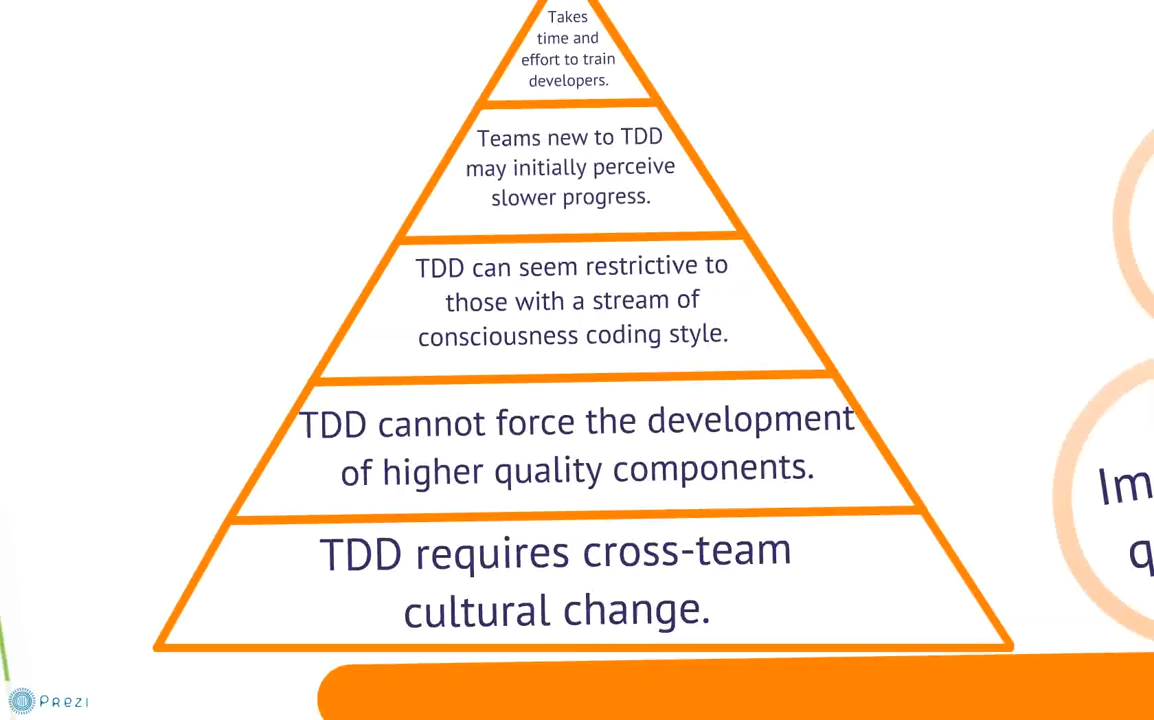 Takes
time and
effort to train
developers.
Teams new to TDD
may initially perceive
slower progress.
TDD can seem restrictive to
those with a stream of
consciousness coding style.
TDD cannot force the development
of higher quality components.
TDD requires cross-team
cultural change.
Im
q
Prezi